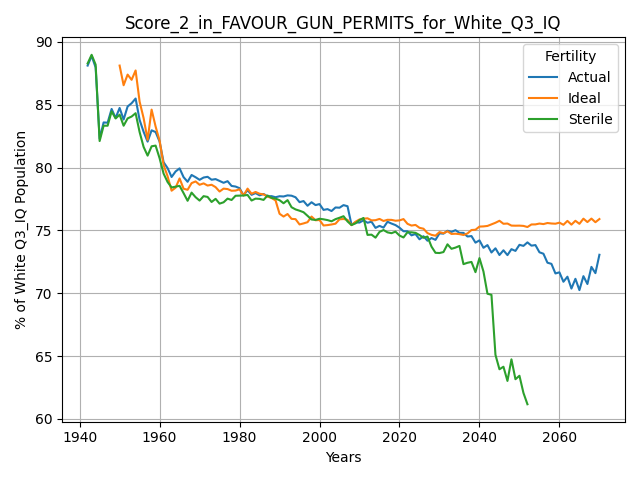 Score_2_in_FAVOUR_GUN_PERMITS_for_White_Q3_IQ
% of White Q3_IQ Population
90
85
80
75
70
65
60
Fertility
Actual
Ideal
Sterile
1940 1960 1980 2000 2020 2040 2060
Years